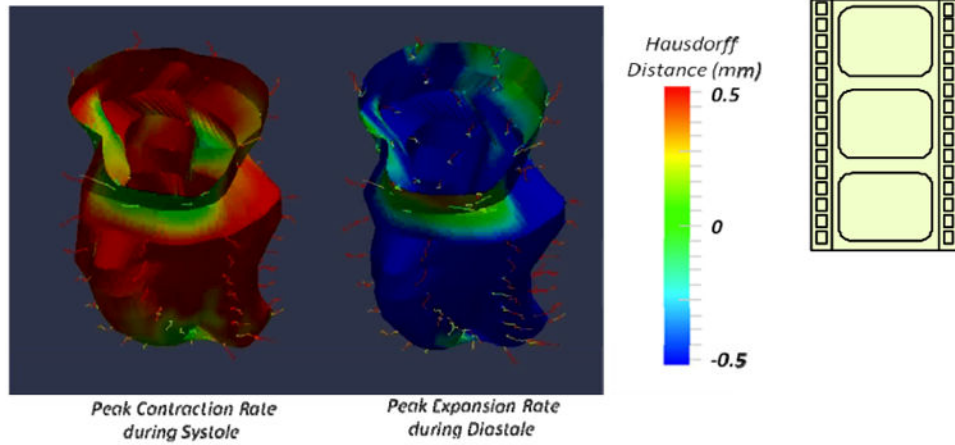 Hausdorff
Distance (mm)
0.5
0
-0.5
Peak Contraction Rate
during Systole
Peak Expansion Rate
during Diastole